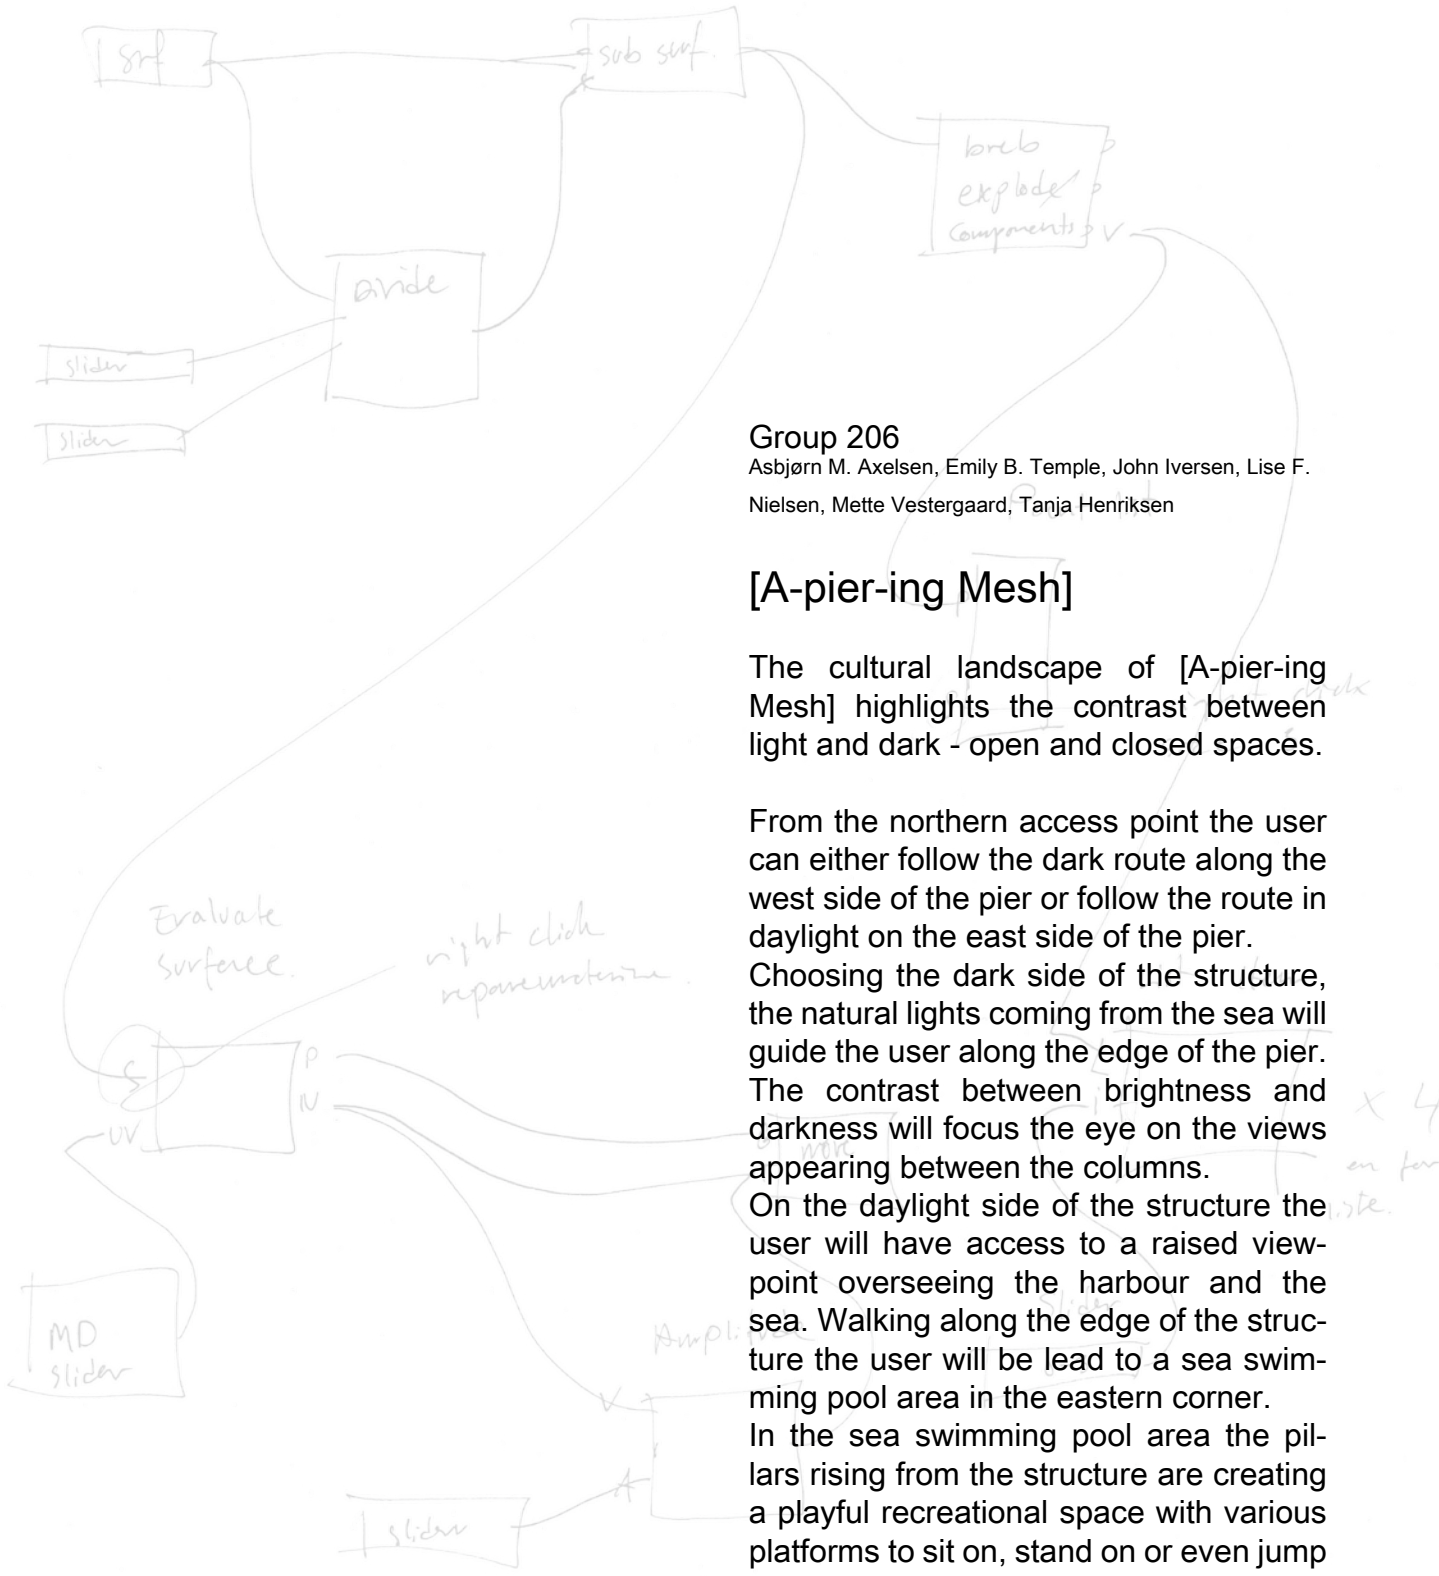 srf
sub surf.
breb
explode
components
V
Divide
slider
slider
Group 206
Asbjørn M. Axelsen, Emily B. Temple, John Iversen, Lise F.
Nielsen, Mette Vestergaard, Tanja Henriksen
Point list
[A-pier-ing Mesh]
The cultural landscape of [A-pier-ing
Mesh] highlights the contrast between
light and dark - open and closed spaces.
From the northern access point the user
can either follow the dark route along the
west side of the pier or follow the route in
daylight on the east side of the pier.
Choosing the dark side of the structure,
the natural lights coming from the sea will
guide the user along the edge of the pier.
The contrast between brightness and
darkness will focus the eye on the views
appearing between the columns.
On the daylight side of the structure the
user will have access to a raised view-
point overseeing the harbour and the
sea. Walking along the edge of the struc-
ture the user will be lead to a sea swim-
ming pool area in the eastern corner.
In the sea swimming pool area the pil-
lars rising from the structure are creating
a playful recreational space with various
platforms to sit on, stand on or even jump
Evaluate
surface.
right click
S
P
N
UV
MD
slider
move
L
i
x 4
en for
Slider
Amplitude
V
A
slider